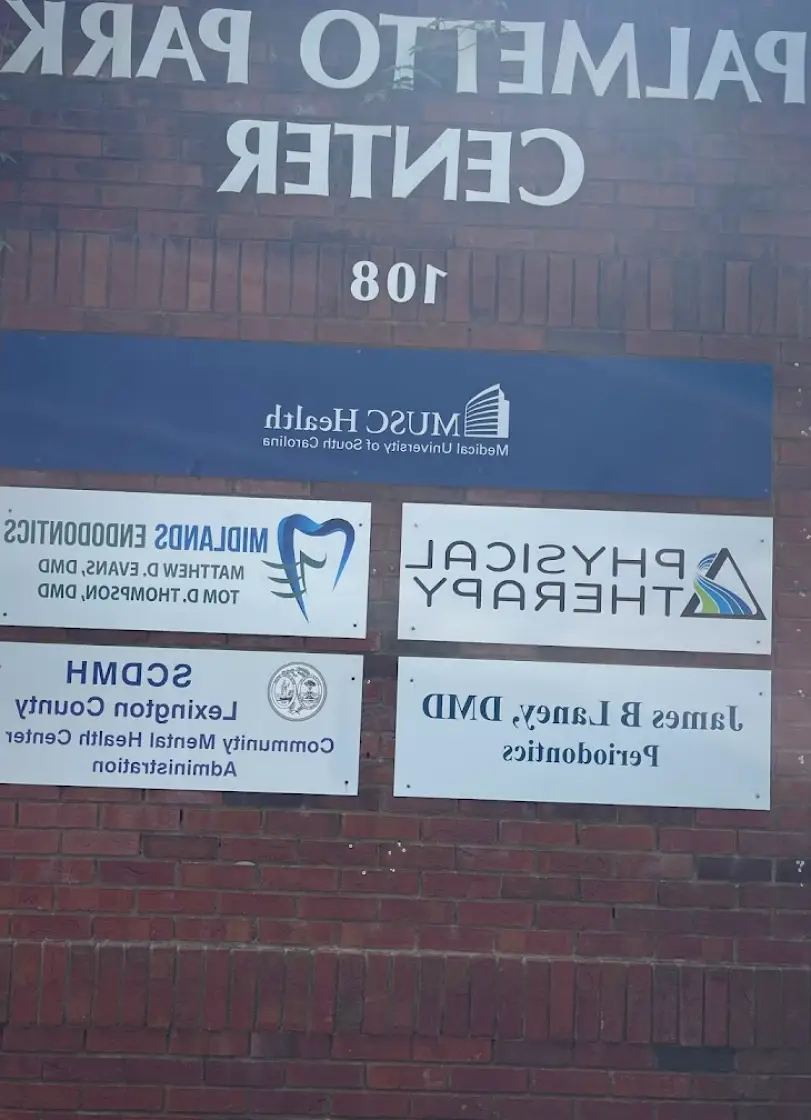 PALMETTO PARK
CENTER
108
MUSC Health
Medical University of South Carolina
PHYSICAL
THERAPY
MIDLANDS ENDODONTICS
MATTHEW D. EVANS, DMD
TOM D. THOMPSON, DMD
James B Laney, DMD
Periodontics
SCDMH
Lexington County
Community Mental Health Center
Administration